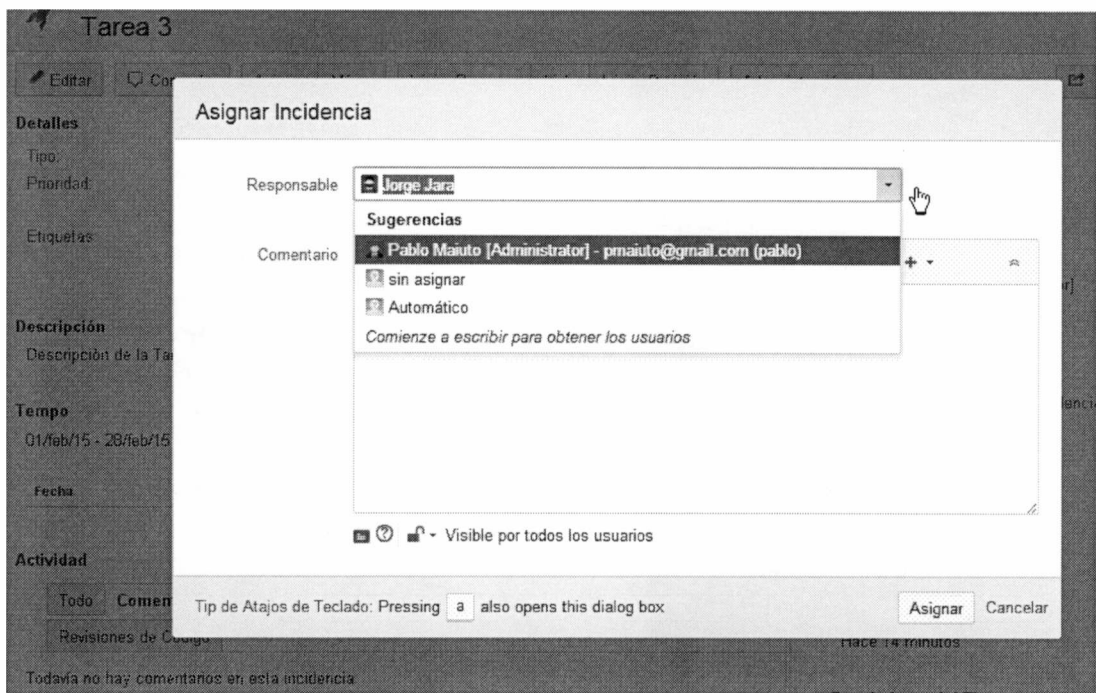 Tarea 3
Editar
Detalles
Tipo:
Prioridad:
Etiquetas:
Descripción
Descripción de la
Tempo
01/feb/15 - 28/feb/15
Fecha
Actividad
Todo
Revisiones de
Todavía no hay comentarios en esta incidencia
Hace 14 minutos
Asignar Incidencia
Responsable
Jorge Jara
Sugerencias
Pablo Maiuto [Administrator] - pmaiuto@gmail.com (pablo)
sin asignar
Automático
Comienze a escribir para obtener los usuarios
Comentario
Visible por todos los usuarios
Tip de Atajos de Teclado: Pressing a also opens this dialog box
Asignar Cancelar